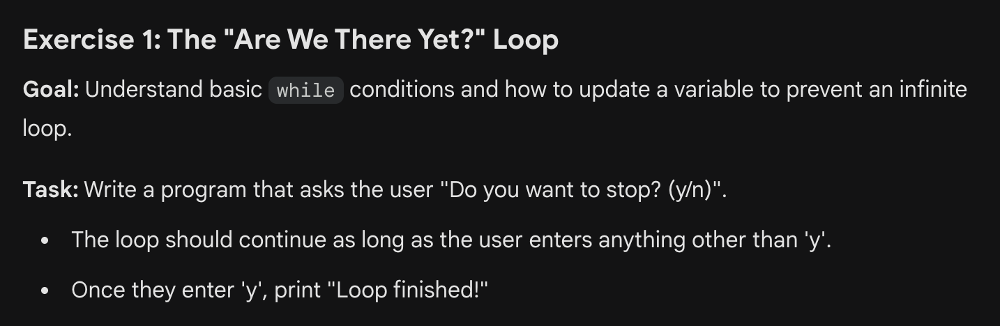 Exercise 1: The "Are We There Yet?" Loop
Goal: Understand basic while conditions and how to update a variable to prevent an infinite
loop.
Task: Write a program that asks the user "Do you want to stop? (y/n)".
• The loop should continue as long as the user enters anything other than 'y'.
• Once they enter 'y', print "Loop finished!"